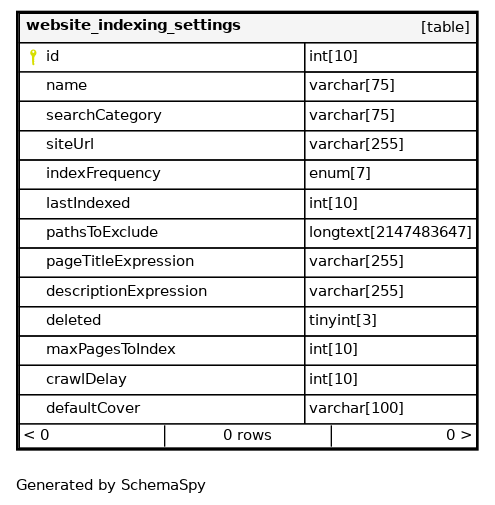 website_indexing_settings [table]
id int[10]
name varchar[75]
searchCategory varchar[75]
siteUrl varchar[255]
indexFrequency enum[7]
lastIndexed int[10]
pathsToExclude longtext[2147483647]
pageTitleExpression varchar[255]
descriptionExpression varchar[255]
deleted tinyint[3]
maxPagesToIndex int[10]
crawlDelay int[10]
defaultCover varchar[100]
< 0 0 rows 0 >
Generated by SchemaSpy